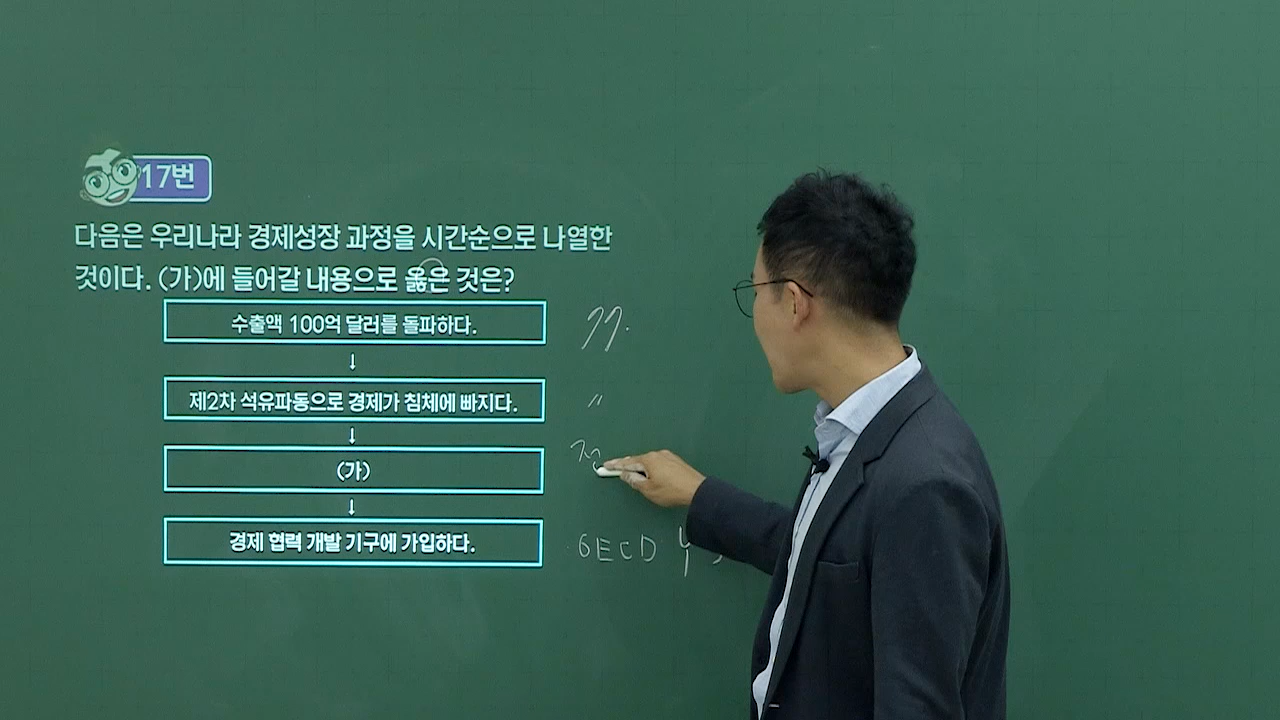 17번
다음은 우리나라 경제성장 과정을 시간순으로 나열한
것이다. (가)에 들어갈 내용으로 옳은 것은?
수출액 100억 달러를 돌파하다.
77.
↓
제2차 석유파동으로 경제가 침체에 빠지다.
〃
↓
(가)
↓
경제 협력 개발 기구에 가입하다.
OECD